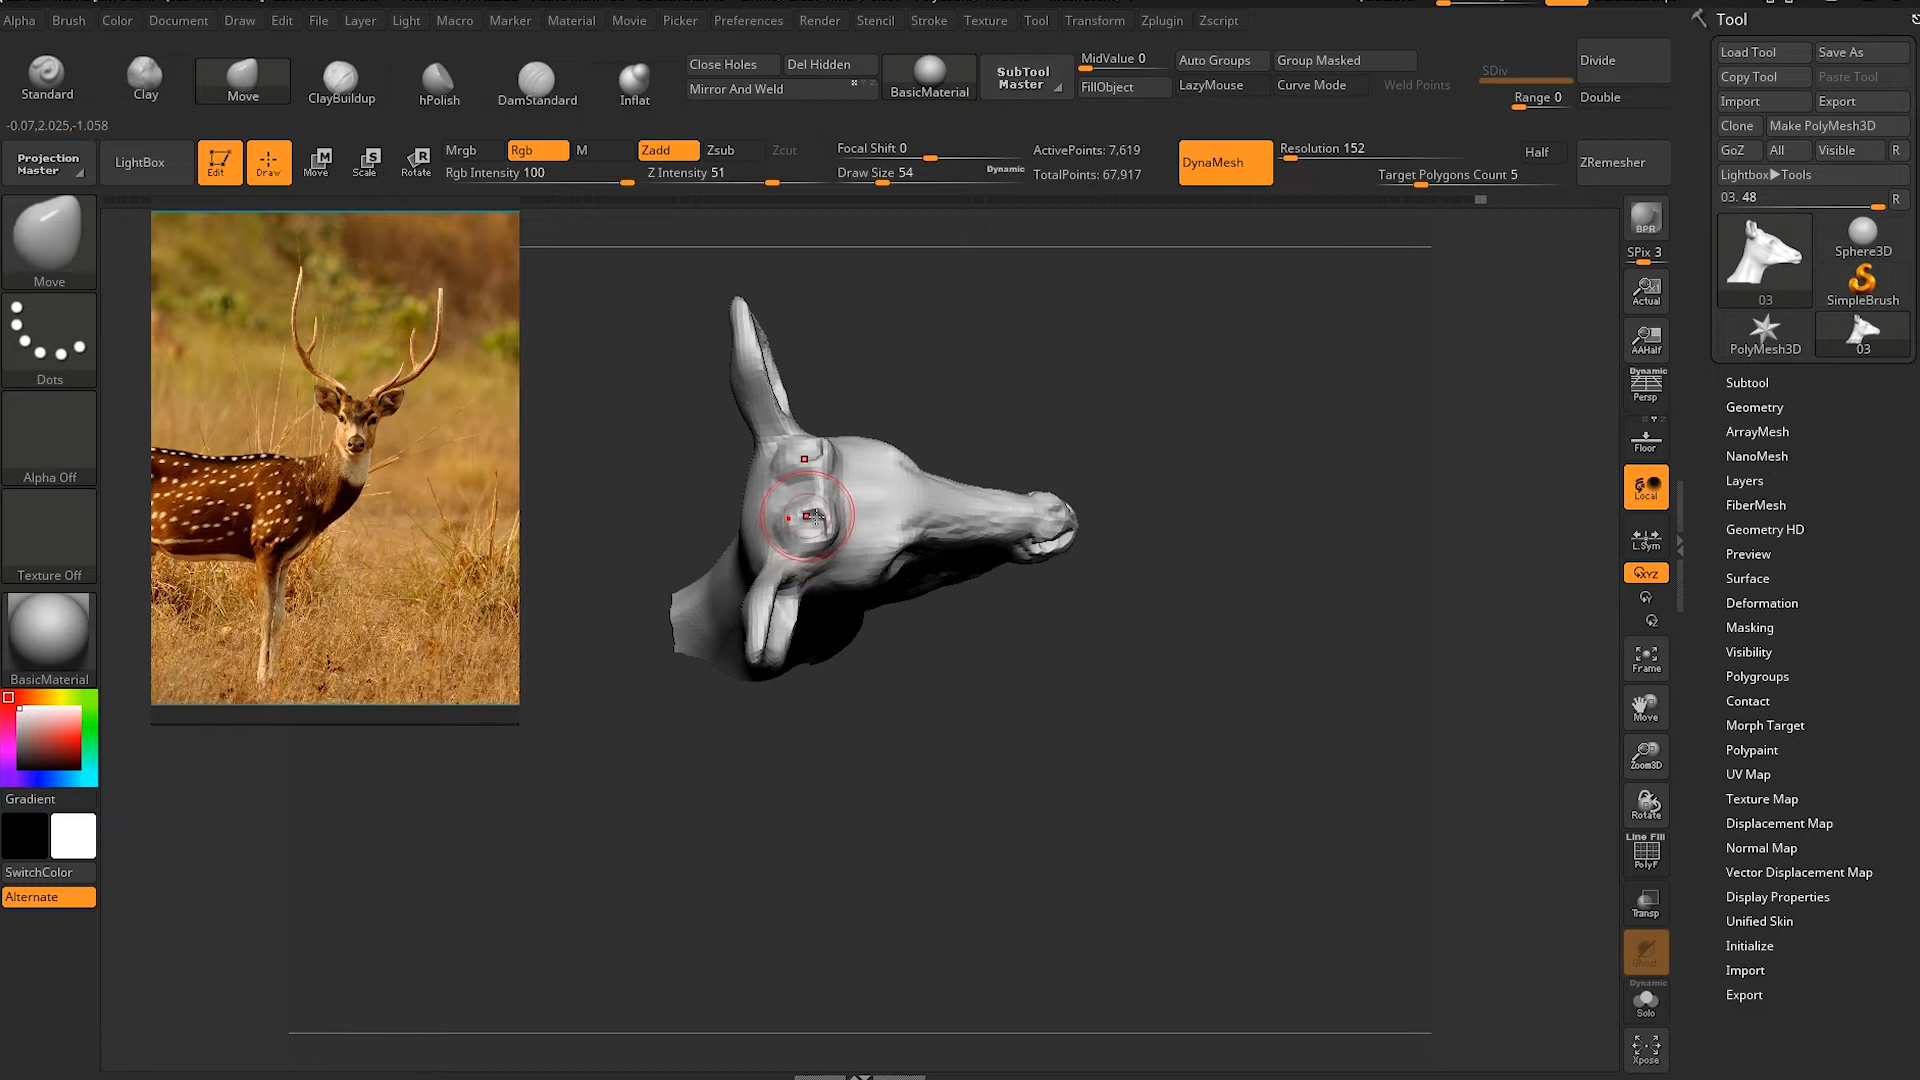 Alpha Brush Color Document Draw Edit File Layer Light Macro Marker Material Movie Picker Preferences Render Stencil Stroke Texture Tool Transform Zplugin Zscript
Tool
Load Tool Save As
Copy Tool Paste Tool
Import Export
Clone Make PolyMesh3D
GoZ All Visible R
Lightbox▶Tools
03. 48 R
03
Sphere3D
SimpleBrush
PolyMesh3D
03
Standard
Clay
Move
ClayBuildup
hPolish
DamStandard
Inflat
Close Holes Del Hidden
Mirror And Weld
BasicMaterial
SubTool
Master
MidValue 0
FillObject
Auto Groups Group Masked
LazyMouse Curve Mode Weld Points
SDiv
Range 0
Divide
Double
-0.07,2.025,-1.058
Projection
Master
LightBox
Edit
Draw
Move
Scale
Rotate
Mrgb Rgb M
Rgb Intensity 100
Zadd Zsub Zcut
Z Intensity 51
Focal Shift 0
Draw Size 54
Dynamic
ActivePoints: 7,619
TotalPoints: 67,917
DynaMesh
Resolution 152
Half
Target Polygons Count 5
ZRemesher
Move
Dots
Alpha Off
Texture Off
BasicMaterial
Gradient
SwitchColor
Alternate
BPR
SPix 3
Actual
AAHalf
Dynamic
Persp
Floor
Local
L.Sym
XYZ
Frame
Move
Zoom3D
Rotate
Line Fill
PolyF
Transp
Ghost
Dynamic
Solo
Xpose
Subtool
Geometry
ArrayMesh
NanoMesh
Layers
FiberMesh
Geometry HD
Preview
Surface
Deformation
Masking
Visibility
Polygroups
Contact
Morph Target
Polypaint
UV Map
Texture Map
Displacement Map
Normal Map
Vector Displacement Map
Display Properties
Unified Skin
Initialize
Import
Export